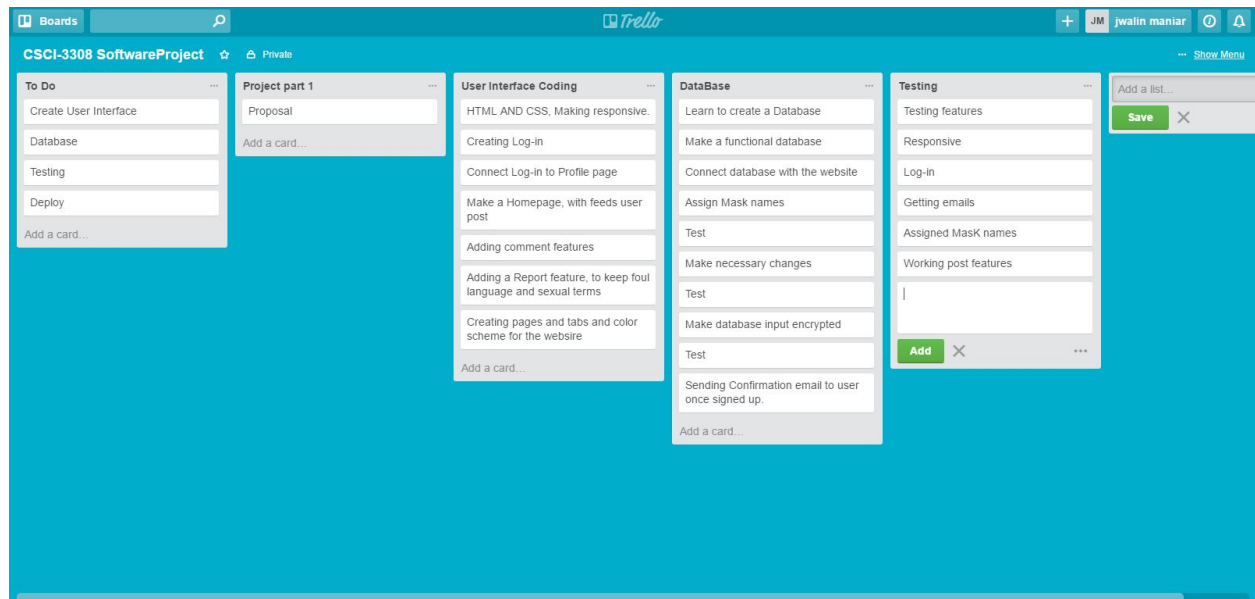 Boards
Trello
JM jwalin maniar
CSCI-3308 SoftwareProject
Private
... Show Menu
To Do
Create User Interface
Database
Testing
Deploy
Add a card...
Project part 1
Proposal
Add a card...
User Interface Coding
HTML AND CSS, Making responsive.
Creating Log-in
Connect Log-in to Profile page
Make a Homepage, with feeds user
post
Adding comment features
Adding a Report feature, to keep foul
language and sexual terms
Creating pages and tabs and color
scheme for the websire
Add a card...
DataBase
Learn to create a Database
Make a functional database
Connect database with the website
Assign Mask names
Test
Make necessary changes
Test
Make database input encrypted
Test
Sending Confirmation email to user
once signed up.
Add a card...
Testing
Testing features
Responsive
Log-in
Getting emails
Assigned MasK names
Working post features
Add
Add a list...
Save